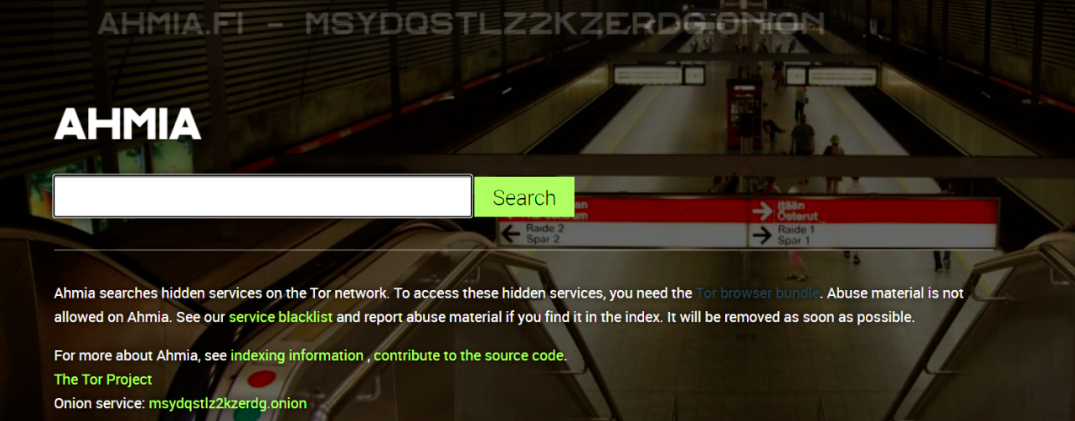 AHMIA.FI - MSYDQSTLZ2KZERDG.ONION
AHMIA
Search
Itään
Österut
Raide 2
Spar 2
Raide 1
Spar 1
Ahmia searches hidden services on the Tor network. To access these hidden services, you need the Tor browser bundle. Abuse material is not
allowed on Ahmia. See our service blacklist and report abuse material if you find it in the index. It will be removed as soon as possible.
For more about Ahmia, see indexing information , contribute to the source code.
The Tor Project
Onion service: msydqstlz2kzerdg.onion